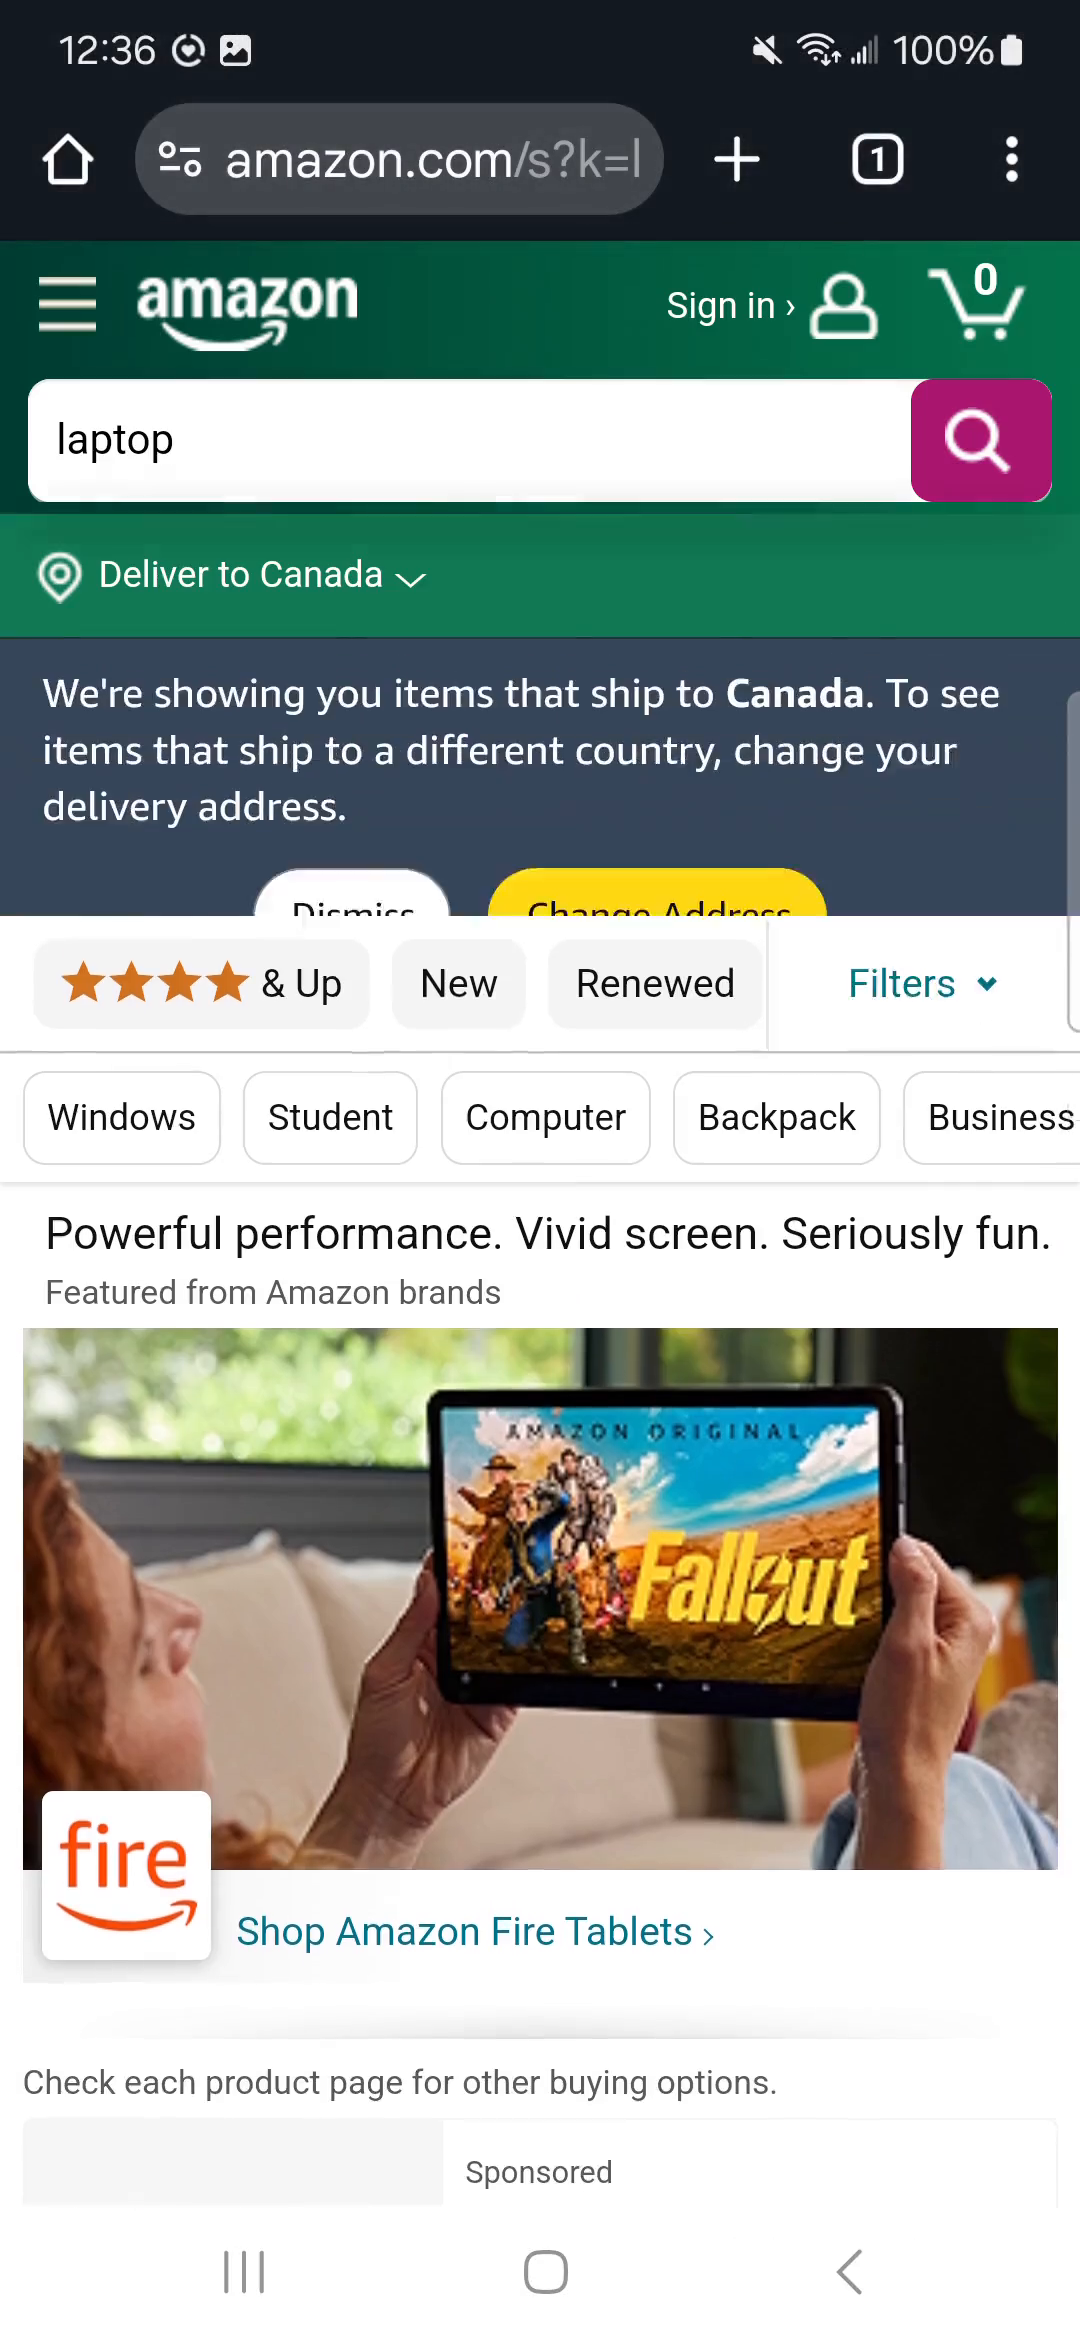 12:36 100%
amazon.com/s?k=l 1
amazon Sign in › 0
laptop
Deliver to Canada
We're showing you items that ship to Canada. To see
items that ship to a different country, change your
delivery address.
Dismiss Change Address
& Up New Renewed Filters
Windows Student Computer Backpack Business
Powerful performance. Vivid screen. Seriously fun.
Featured from Amazon brands
AMAZON ORIGINAL
Fallout
fire
Shop Amazon Fire Tablets ›
Check each product page for other buying options.
Sponsored